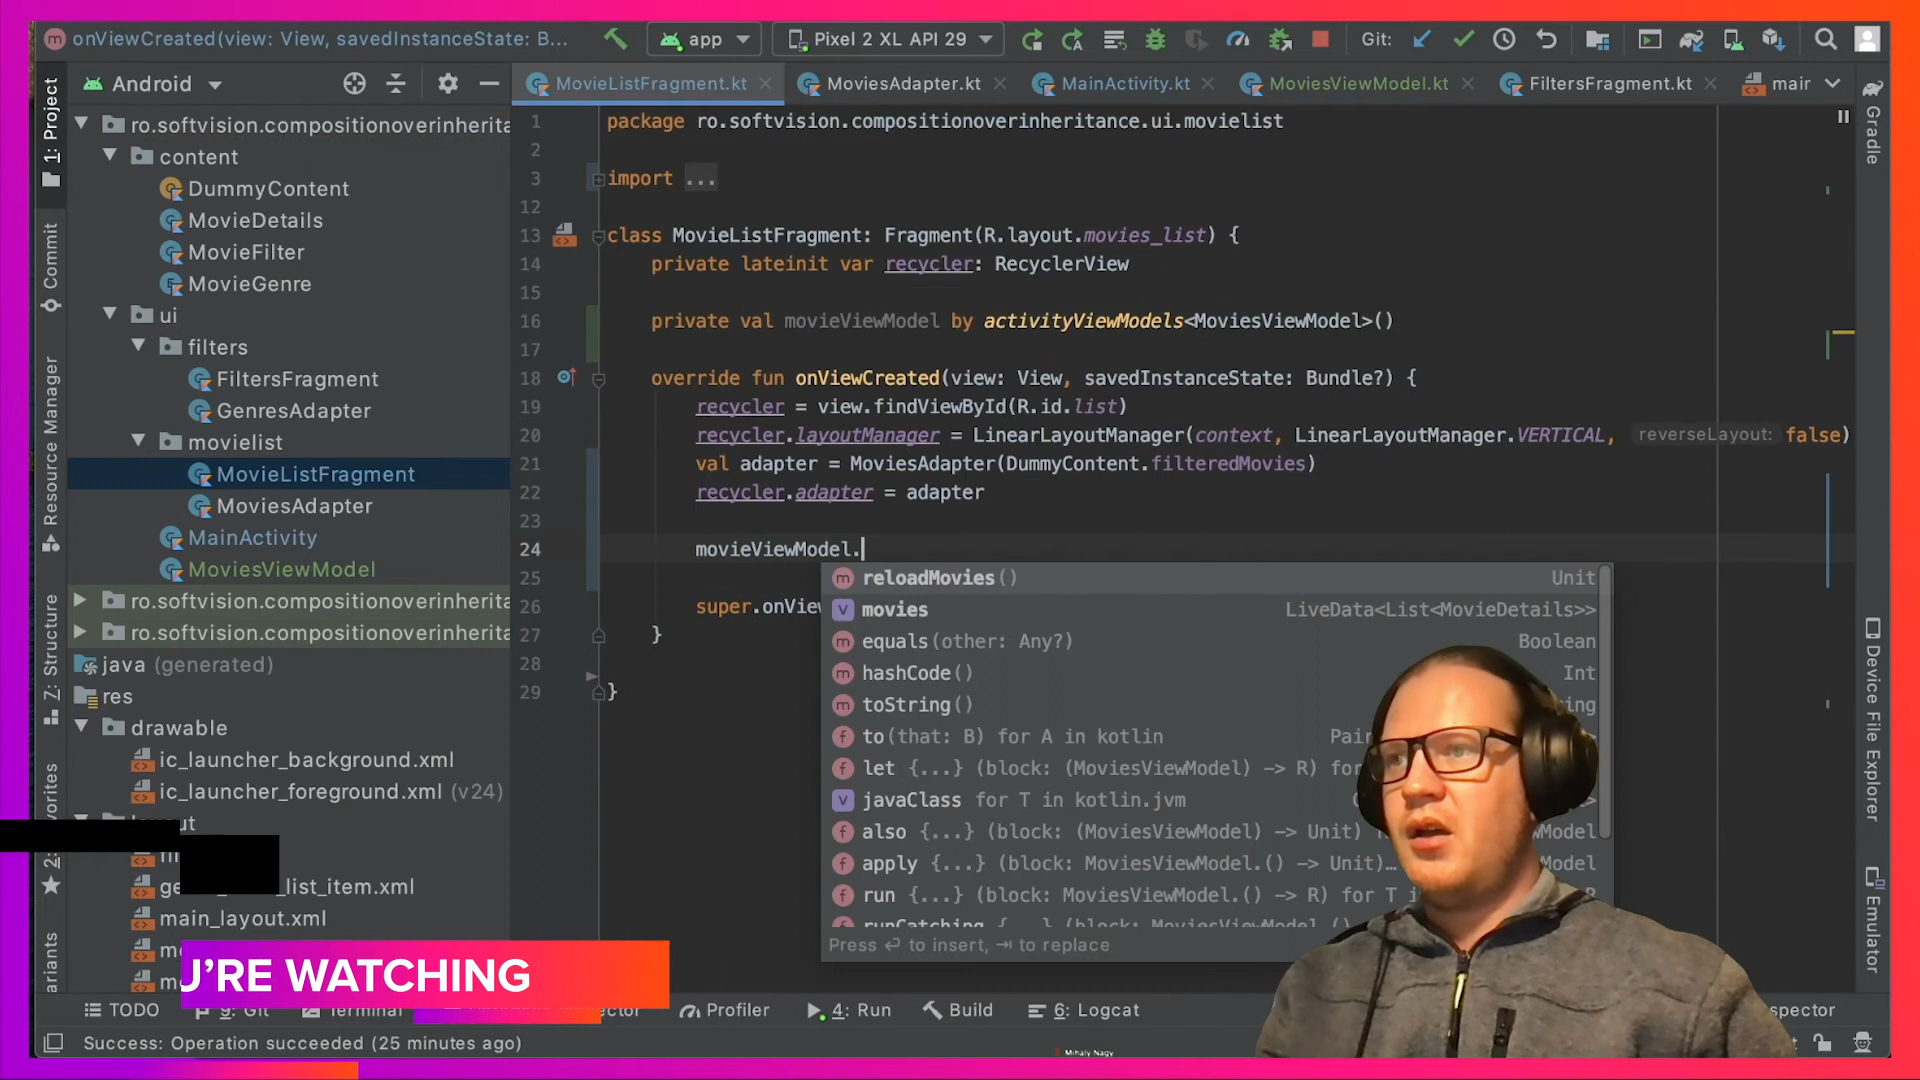 onViewCreated(view: View, savedInstanceState: B...
app
Pixel 2 XL API 29
Git:
1: Project
Commit
Resource Manager
Z: Structure
2:
Android
ro.softvision.compositionoverinherita
content
DummyContent
MovieDetails
MovieFilter
MovieGenre
ui
filters
FiltersFragment
GenresAdapter
movielist
MovieListFragment
MoviesAdapter
MainActivity
MoviesViewModel
ro.softvision.compositionoverinherita
ro.softvision.compositionoverinherita
java (generated)
res
drawable
ic_launcher_background.xml
ic_launcher_foreground.xml (v24)
list_item.xml
main_layout.xml
MovieListFragment.kt
MoviesAdapter.kt
MainActivity.kt
MoviesViewModel.kt
FiltersFragment.kt
mair
1 package ro.softvision.compositionoverinheritance.ui.movielist
2
3 import ...
12
13 class MovieListFragment: Fragment(R.layout.movies_list) {
14 private lateinit var recycler: RecyclerView
15
16 private val movieViewModel by activityViewModels<MoviesViewModel>()
17
18 override fun onViewCreated(view: View, savedInstanceState: Bundle?) {
19 recycler = view.findViewById(R.id.list)
20 recycler.layoutManager = LinearLayoutManager(context, LinearLayoutManager.VERTICAL, reverseLayout: false)
21 val adapter = MoviesAdapter(DummyContent.filteredMovies)
22 recycler.adapter = adapter
23
24 movieViewModel.
25
26 super.onView
27 }
28
29 }
reloadMovies() Unit
movies LiveData<List<MovieDetails>>
equals(other: Any?) Boolean
hashCode() Int
toString()
to(that: B) for A in kotlin
let {...} (block: (MoviesViewModel) -> R) for
javaClass for T in kotlin.jvm
also {...} (block: (MoviesViewModel) -> Unit)
apply {...} (block: MoviesViewModel.() -> Unit)...
run {...} (block: MoviesViewModel.() -> R) for T
runCatching {...} (block: MoviesViewModel.()
Press ⏎ to insert, ⇥ to replace
Gradle
Device File Explorer
Emulator
U'RE WATCHING
TODO
9: Git
Terminal
Profiler
4: Run
Build
6: Logcat
Success: Operation succeeded (25 minutes ago)
Mihaly Nagy